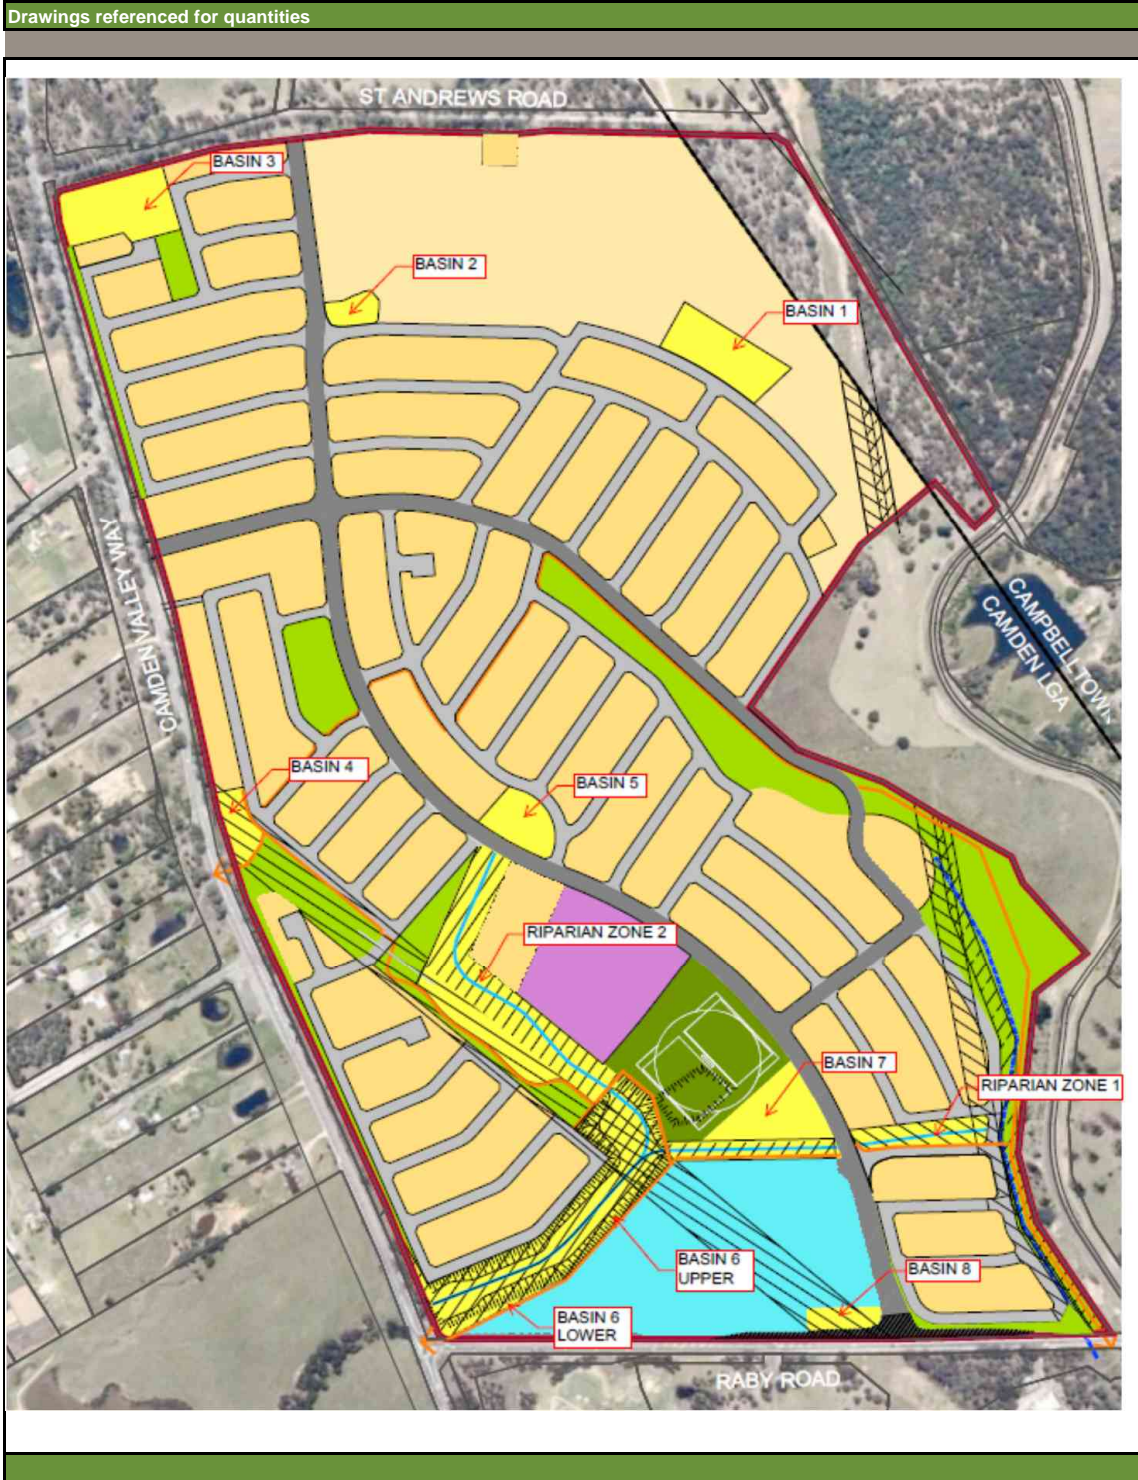 Drawings referenced for quantities
ST ANDREWS ROAD
BASIN 3
BASIN 2
BASIN 1
CAMDEN VALLEY WAY
CAMPBELLTOWN
CAMDEN LGA
BASIN 4
BASIN 5
RIPARIAN ZONE 2
BASIN 7
RIPARIAN ZONE 1
BASIN 6
UPPER
BASIN 8
BASIN 6
LOWER
RABY ROAD